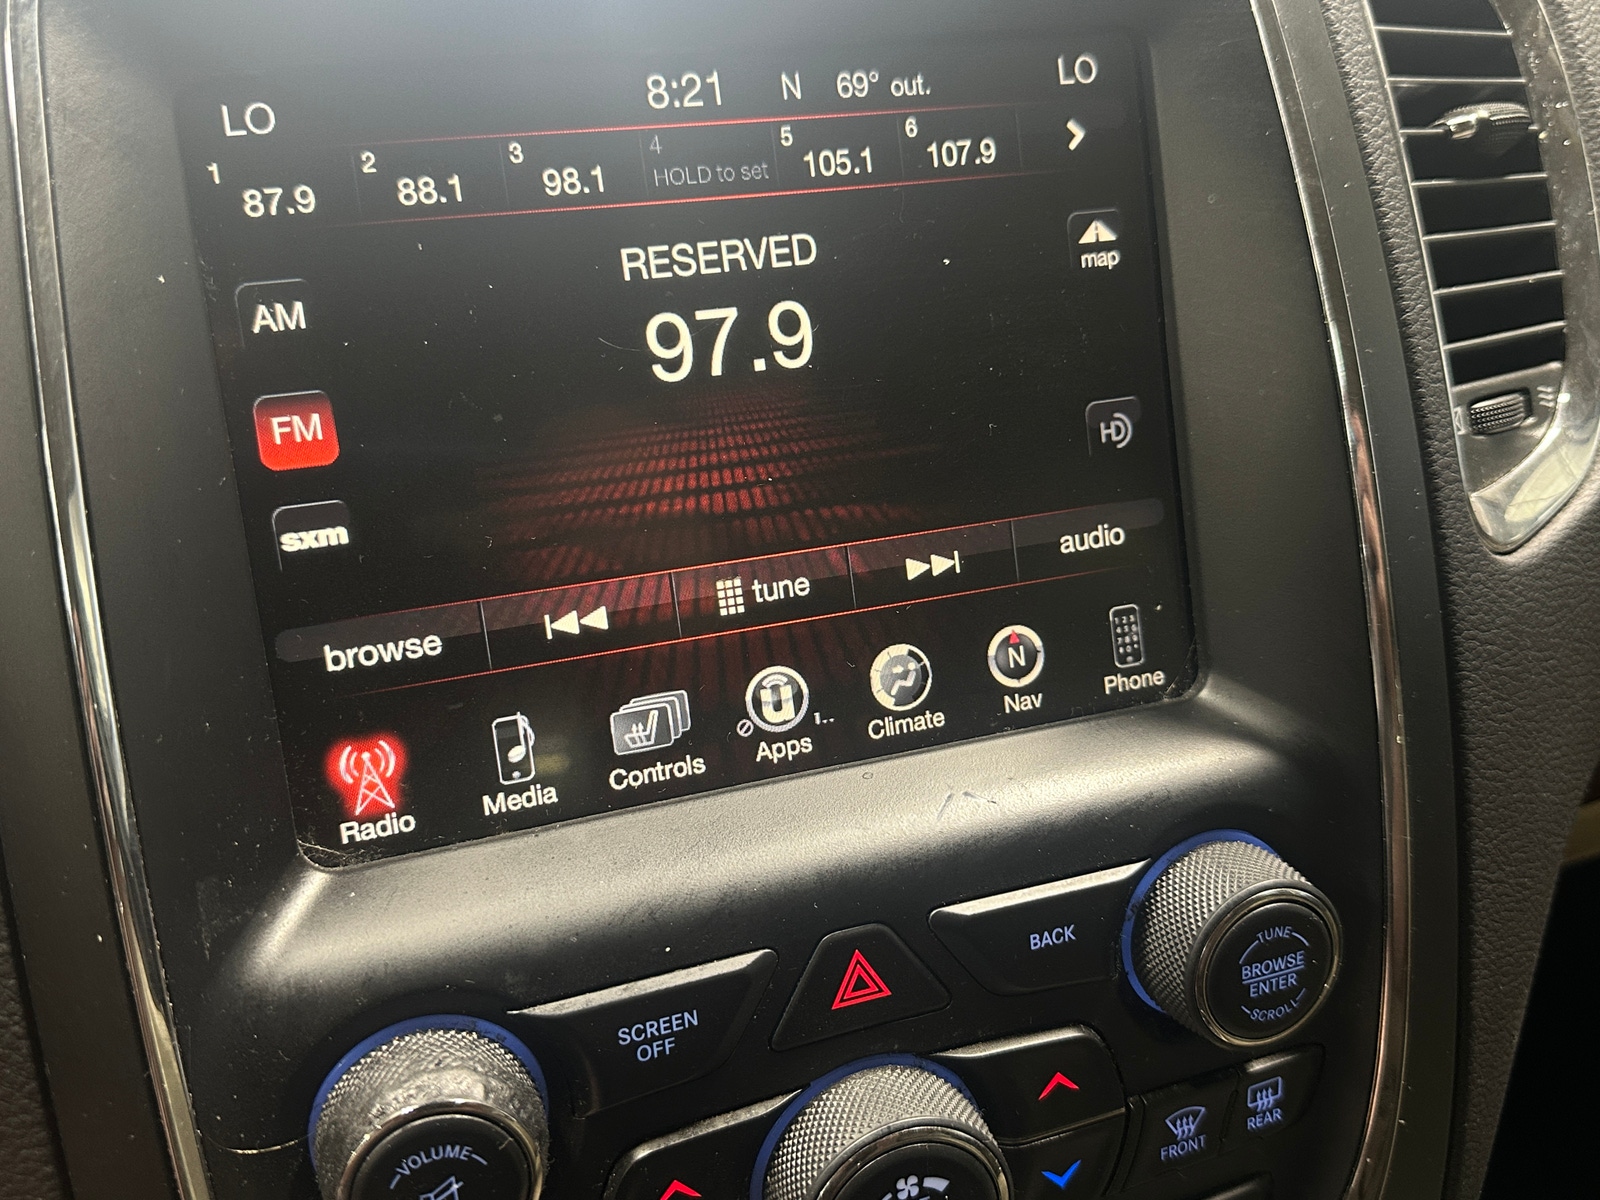 LO 8:21 N 69° out. LO
1 87.9 2 88.1 3 98.1 4 HOLD to set 5 105.1 6 107.9
RESERVED
97.9
map
AM
FM
HD
sxm
browse tune audio
Radio Media Controls Apps 1.. Climate Nav Phone
N
SCREEN
OFF
BACK
TUNE
BROWSE
ENTER
SCROLL
VOLUME
FRONT
REAR